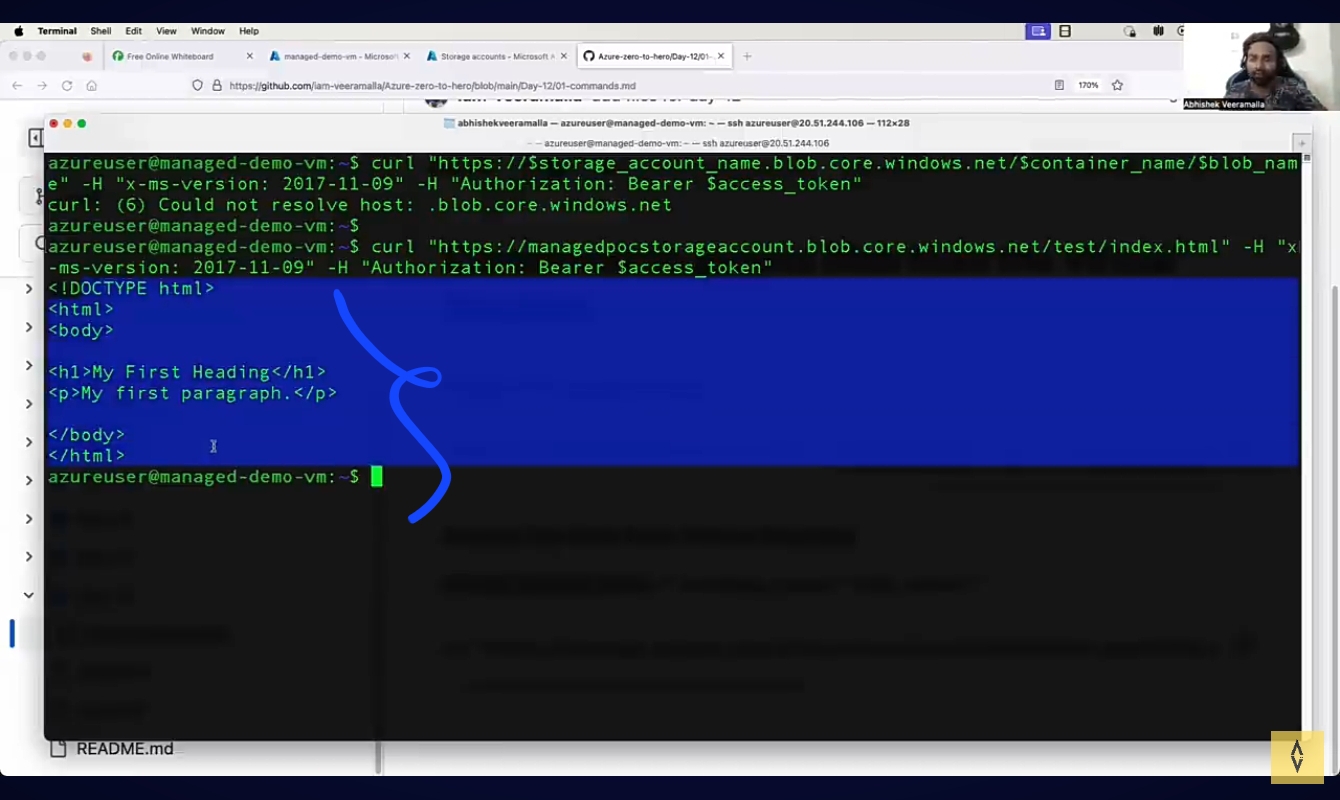 Terminal Shell Edit View Window Help
Free Online Whiteboard
managed-demo-vm - Microsoft
Storage accounts - Microsoft A
Azure-zero-to-hero/Day-12/01-
https://github.com/iam-veeramalla/Azure-zero-to-hero/blob/main/Day-12/01-commands.md
170%
Abhishek Veeramalla
abhishekveeramalla — azureuser@managed-demo-vm: ~ — ssh azureuser@20.51.244.106 — 112×28
~ — azureuser@managed-demo-vm: ~ — ssh azureuser@20.51.244.106
azureuser@managed-demo-vm:~$ curl "https://$storage_account_name.blob.core.windows.net/$container_name/$blob_nam
e" -H "x-ms-version: 2017-11-09" -H "Authorization: Bearer $access_token"
curl: (6) Could not resolve host: .blob.core.windows.net
azureuser@managed-demo-vm:~$
azureuser@managed-demo-vm:~$ curl "https://managedpocstorageaccount.blob.core.windows.net/test/index.html" -H "x
-ms-version: 2017-11-09" -H "Authorization: Bearer $access_token"
<!DOCTYPE html>
<html>
<body>
<h1>My First Heading</h1>
<p>My first paragraph.</p>
</body>
</html>
azureuser@managed-demo-vm:~$
README.md